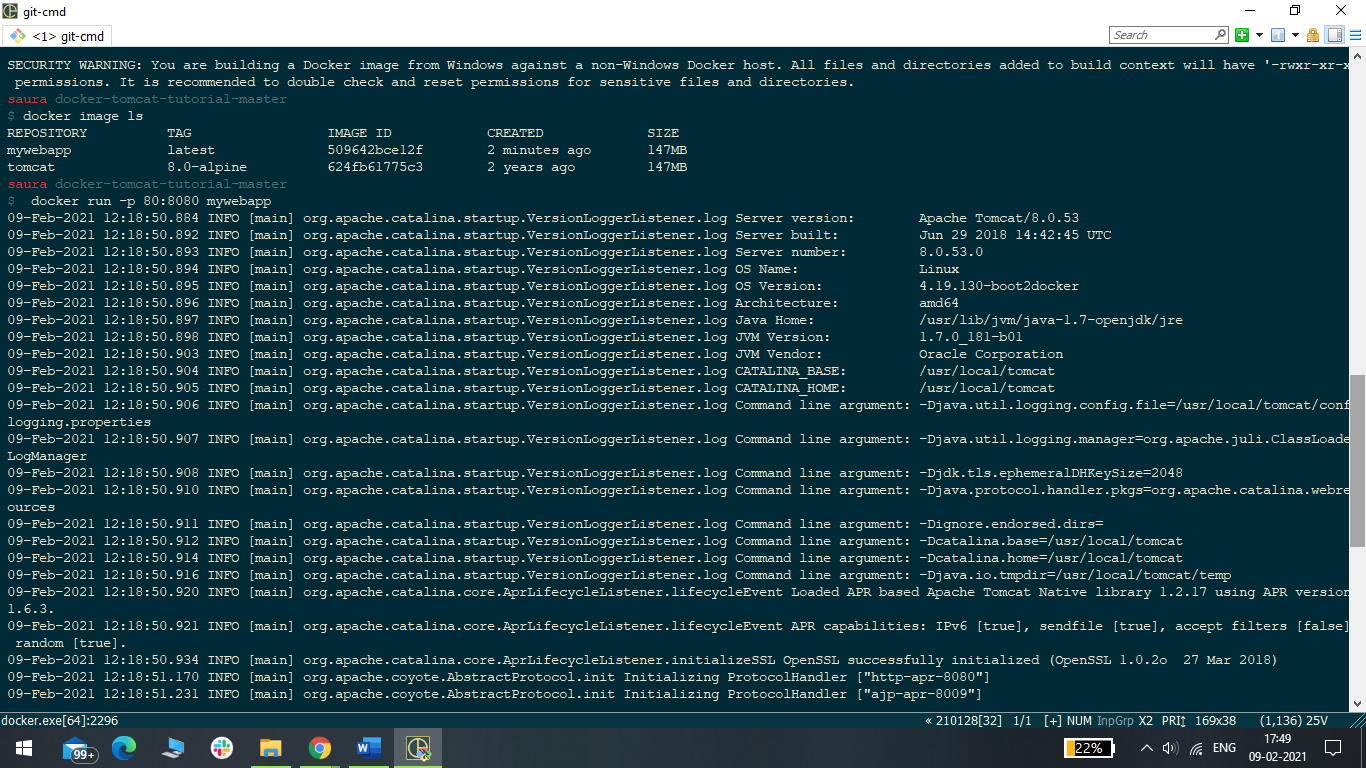 git-cmd
<1> git-cmd
Search
SECURITY WARNING: You are building a Docker image from Windows against a non-Windows Docker host. All files and directories added to build context will have '-rwxr-xr-x
permissions. It is recommended to double check and reset permissions for sensitive files and directories.
saura docker-tomcat-tutorial-master
$ docker image ls
REPOSITORY TAG IMAGE ID CREATED SIZE
mywebapp latest 509642bce12f 2 minutes ago 147MB
tomcat 8.0-alpine 624fb61775c3 2 years ago 147MB
saura docker-tomcat-tutorial-master
$ docker run -p 80:8080 mywebapp
09-Feb-2021 12:18:50.884 INFO [main] org.apache.catalina.startup.VersionLoggerListener.log Server version: Apache Tomcat/8.0.53
09-Feb-2021 12:18:50.892 INFO [main] org.apache.catalina.startup.VersionLoggerListener.log Server built: Jun 29 2018 14:42:45 UTC
09-Feb-2021 12:18:50.893 INFO [main] org.apache.catalina.startup.VersionLoggerListener.log Server number: 8.0.53.0
09-Feb-2021 12:18:50.894 INFO [main] org.apache.catalina.startup.VersionLoggerListener.log OS Name: Linux
09-Feb-2021 12:18:50.895 INFO [main] org.apache.catalina.startup.VersionLoggerListener.log OS Version: 4.19.130-boot2docker
09-Feb-2021 12:18:50.896 INFO [main] org.apache.catalina.startup.VersionLoggerListener.log Architecture: amd64
09-Feb-2021 12:18:50.897 INFO [main] org.apache.catalina.startup.VersionLoggerListener.log Java Home: /usr/lib/jvm/java-1.7-openjdk/jre
09-Feb-2021 12:18:50.898 INFO [main] org.apache.catalina.startup.VersionLoggerListener.log JVM Version: 1.7.0_181-b01
09-Feb-2021 12:18:50.903 INFO [main] org.apache.catalina.startup.VersionLoggerListener.log JVM Vendor: Oracle Corporation
09-Feb-2021 12:18:50.904 INFO [main] org.apache.catalina.startup.VersionLoggerListener.log CATALINA_BASE: /usr/local/tomcat
09-Feb-2021 12:18:50.905 INFO [main] org.apache.catalina.startup.VersionLoggerListener.log CATALINA_HOME: /usr/local/tomcat
09-Feb-2021 12:18:50.906 INFO [main] org.apache.catalina.startup.VersionLoggerListener.log Command line argument: -Djava.util.logging.config.file=/usr/local/tomcat/conf
logging.properties
09-Feb-2021 12:18:50.907 INFO [main] org.apache.catalina.startup.VersionLoggerListener.log Command line argument: -Djava.util.logging.manager=org.apache.juli.ClassLoade
LogManager
09-Feb-2021 12:18:50.908 INFO [main] org.apache.catalina.startup.VersionLoggerListener.log Command line argument: -Djdk.tls.ephemeralDHKeySize=2048
09-Feb-2021 12:18:50.910 INFO [main] org.apache.catalina.startup.VersionLoggerListener.log Command line argument: -Djava.protocol.handler.pkgs=org.apache.catalina.webre
ources
09-Feb-2021 12:18:50.911 INFO [main] org.apache.catalina.startup.VersionLoggerListener.log Command line argument: -Dignore.endorsed.dirs=
09-Feb-2021 12:18:50.912 INFO [main] org.apache.catalina.startup.VersionLoggerListener.log Command line argument: -Dcatalina.base=/usr/local/tomcat
09-Feb-2021 12:18:50.914 INFO [main] org.apache.catalina.startup.VersionLoggerListener.log Command line argument: -Dcatalina.home=/usr/local/tomcat
09-Feb-2021 12:18:50.916 INFO [main] org.apache.catalina.startup.VersionLoggerListener.log Command line argument: -Djava.io.tmpdir=/usr/local/tomcat/temp
09-Feb-2021 12:18:50.920 INFO [main] org.apache.catalina.core.AprLifecycleListener.lifecycleEvent Loaded APR based Apache Tomcat Native library 1.2.17 using APR version
1.6.3.
09-Feb-2021 12:18:50.921 INFO [main] org.apache.catalina.core.AprLifecycleListener.lifecycleEvent APR capabilities: IPv6 [true], sendfile [true], accept filters [false]
random [true].
09-Feb-2021 12:18:50.934 INFO [main] org.apache.catalina.core.AprLifecycleListener.initializeSSL OpenSSL successfully initialized (OpenSSL 1.0.2o 27 Mar 2018)
09-Feb-2021 12:18:51.170 INFO [main] org.apache.coyote.AbstractProtocol.init Initializing ProtocolHandler ["http-apr-8080"]
09-Feb-2021 12:18:51.231 INFO [main] org.apache.coyote.AbstractProtocol.init Initializing ProtocolHandler ["ajp-apr-8009"]
docker.exe[64]:2296 « 210128[32] 1/1 [+] NUM InpGrp X2 PRI↕ 169x38 (1,136) 25V
99+
22%
ENG
17:49
09-02-2021